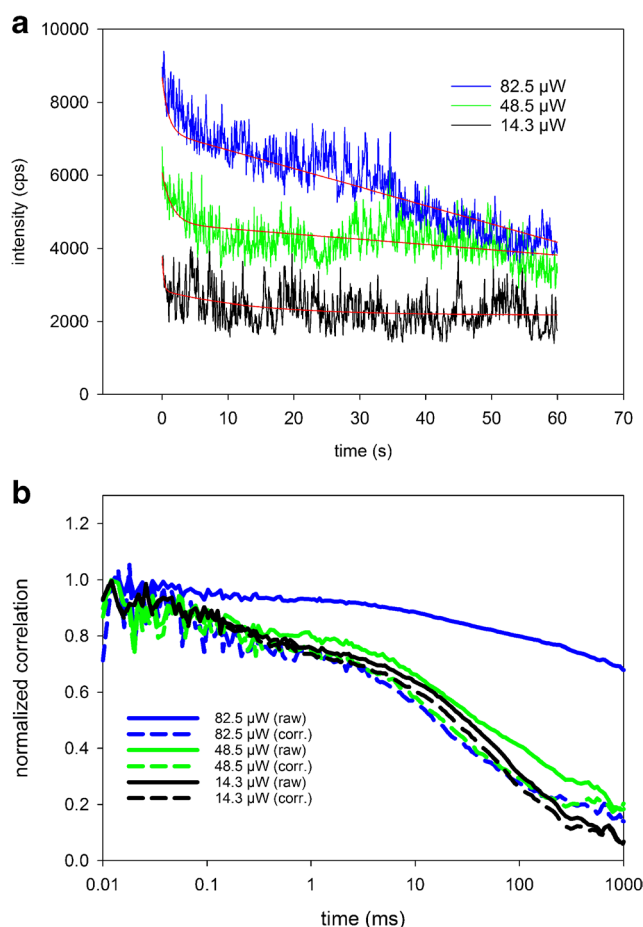 a
10000
8000
6000
4000
2000
0
intensity (cps)
82.5 µW
48.5 µW
14.3 µW
0 10 20 30 40 50 60 70
time (s)
b
1.2
1.0
0.8
0.6
0.4
0.2
0.0
normalized correlation
82.5 µW (raw)
82.5 µW (corr.)
48.5 µW (raw)
48.5 µW (corr.)
14.3 µW (raw)
14.3 µW (corr.)
0.01 0.1 1 10 100 1000
time (ms)